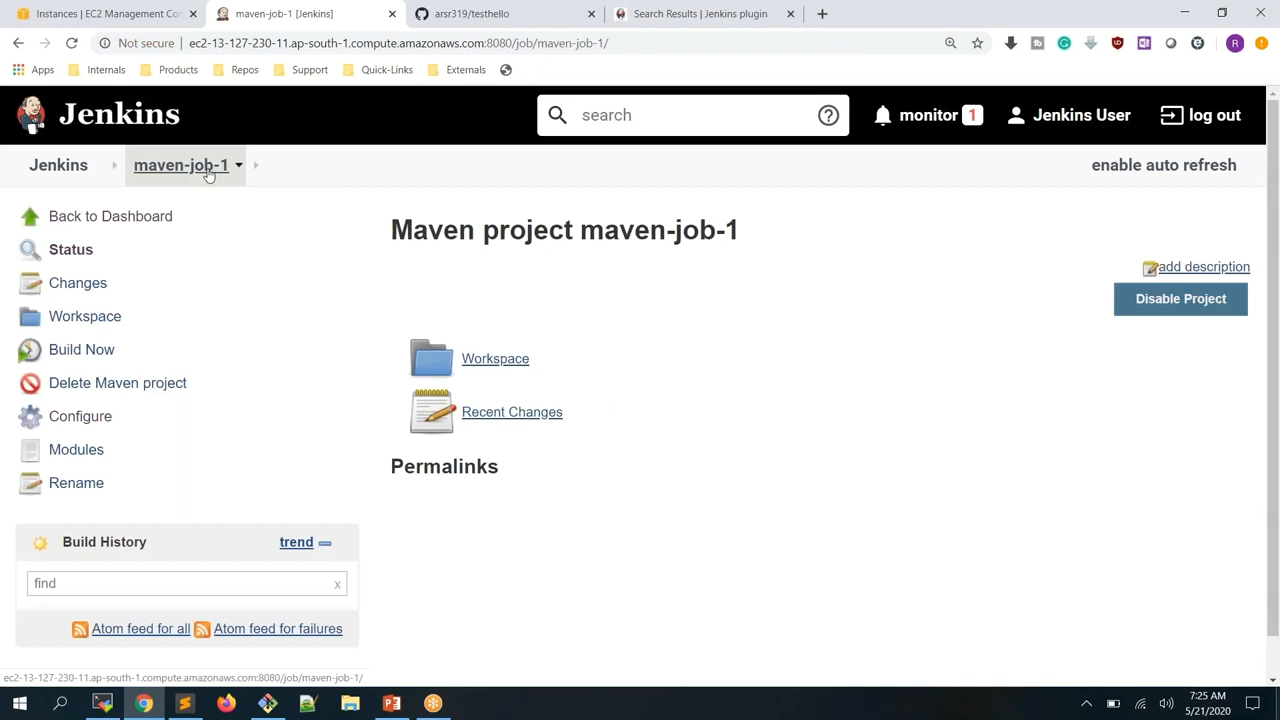 Instances | EC2 Management Co
maven-job-1 [Jenkins]
arsr319/testhello
Search Results | Jenkins plugin
Not secure
ec2-13-127-230-11.ap-south-1.compute.amazonaws.com:8080/job/maven-job-1/
R
Apps
Internals
Products
Repos
Support
Quick-Links
Externals
Jenkins
search
monitor 1
Jenkins User
log out
Jenkins
maven-job-1
enable auto refresh
Back to Dashboard
Status
Changes
Workspace
Build Now
Delete Maven project
Configure
Modules
Rename
Maven project maven-job-1
add description
Disable Project
Workspace
Recent Changes
Permalinks
Build History
trend
find
x
Atom feed for all
Atom feed for failures
ec2-13-127-230-11.ap-south-1.compute.amazonaws.com:8080/job/maven-job-1/
7:25 AM
5/21/2020